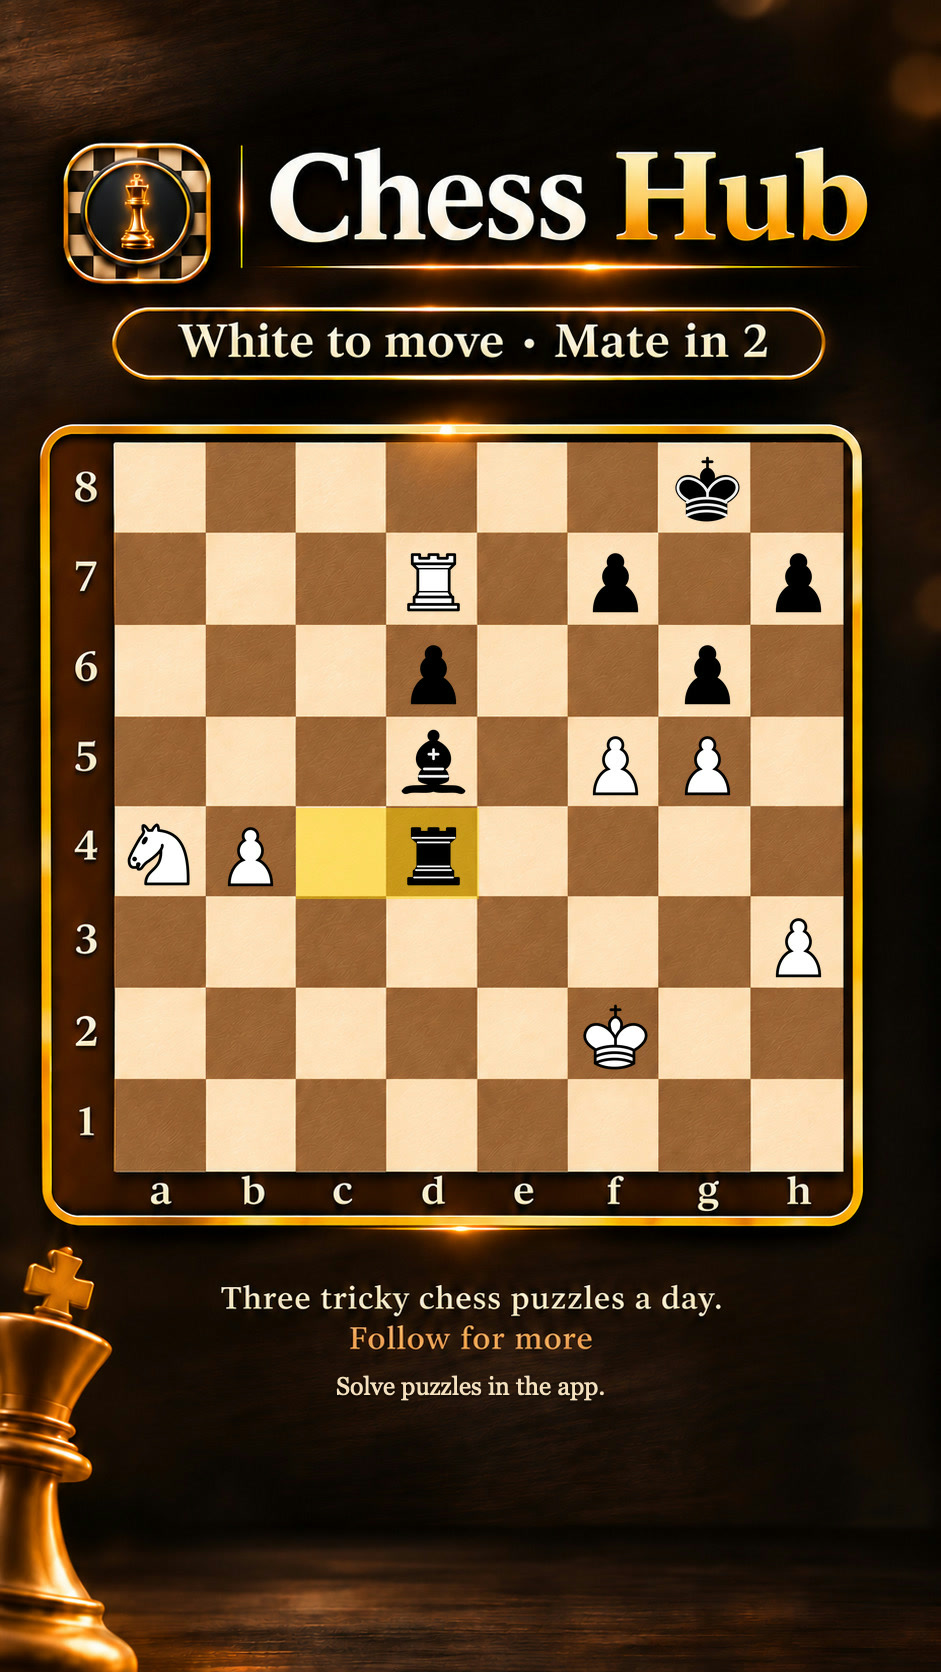 Chess Hub
White to move • Mate in 2
8
7
6
5
4
3
2
1
a b c d e f g h
Three tricky chess puzzles a day.
Follow for more
Solve puzzles in the app.